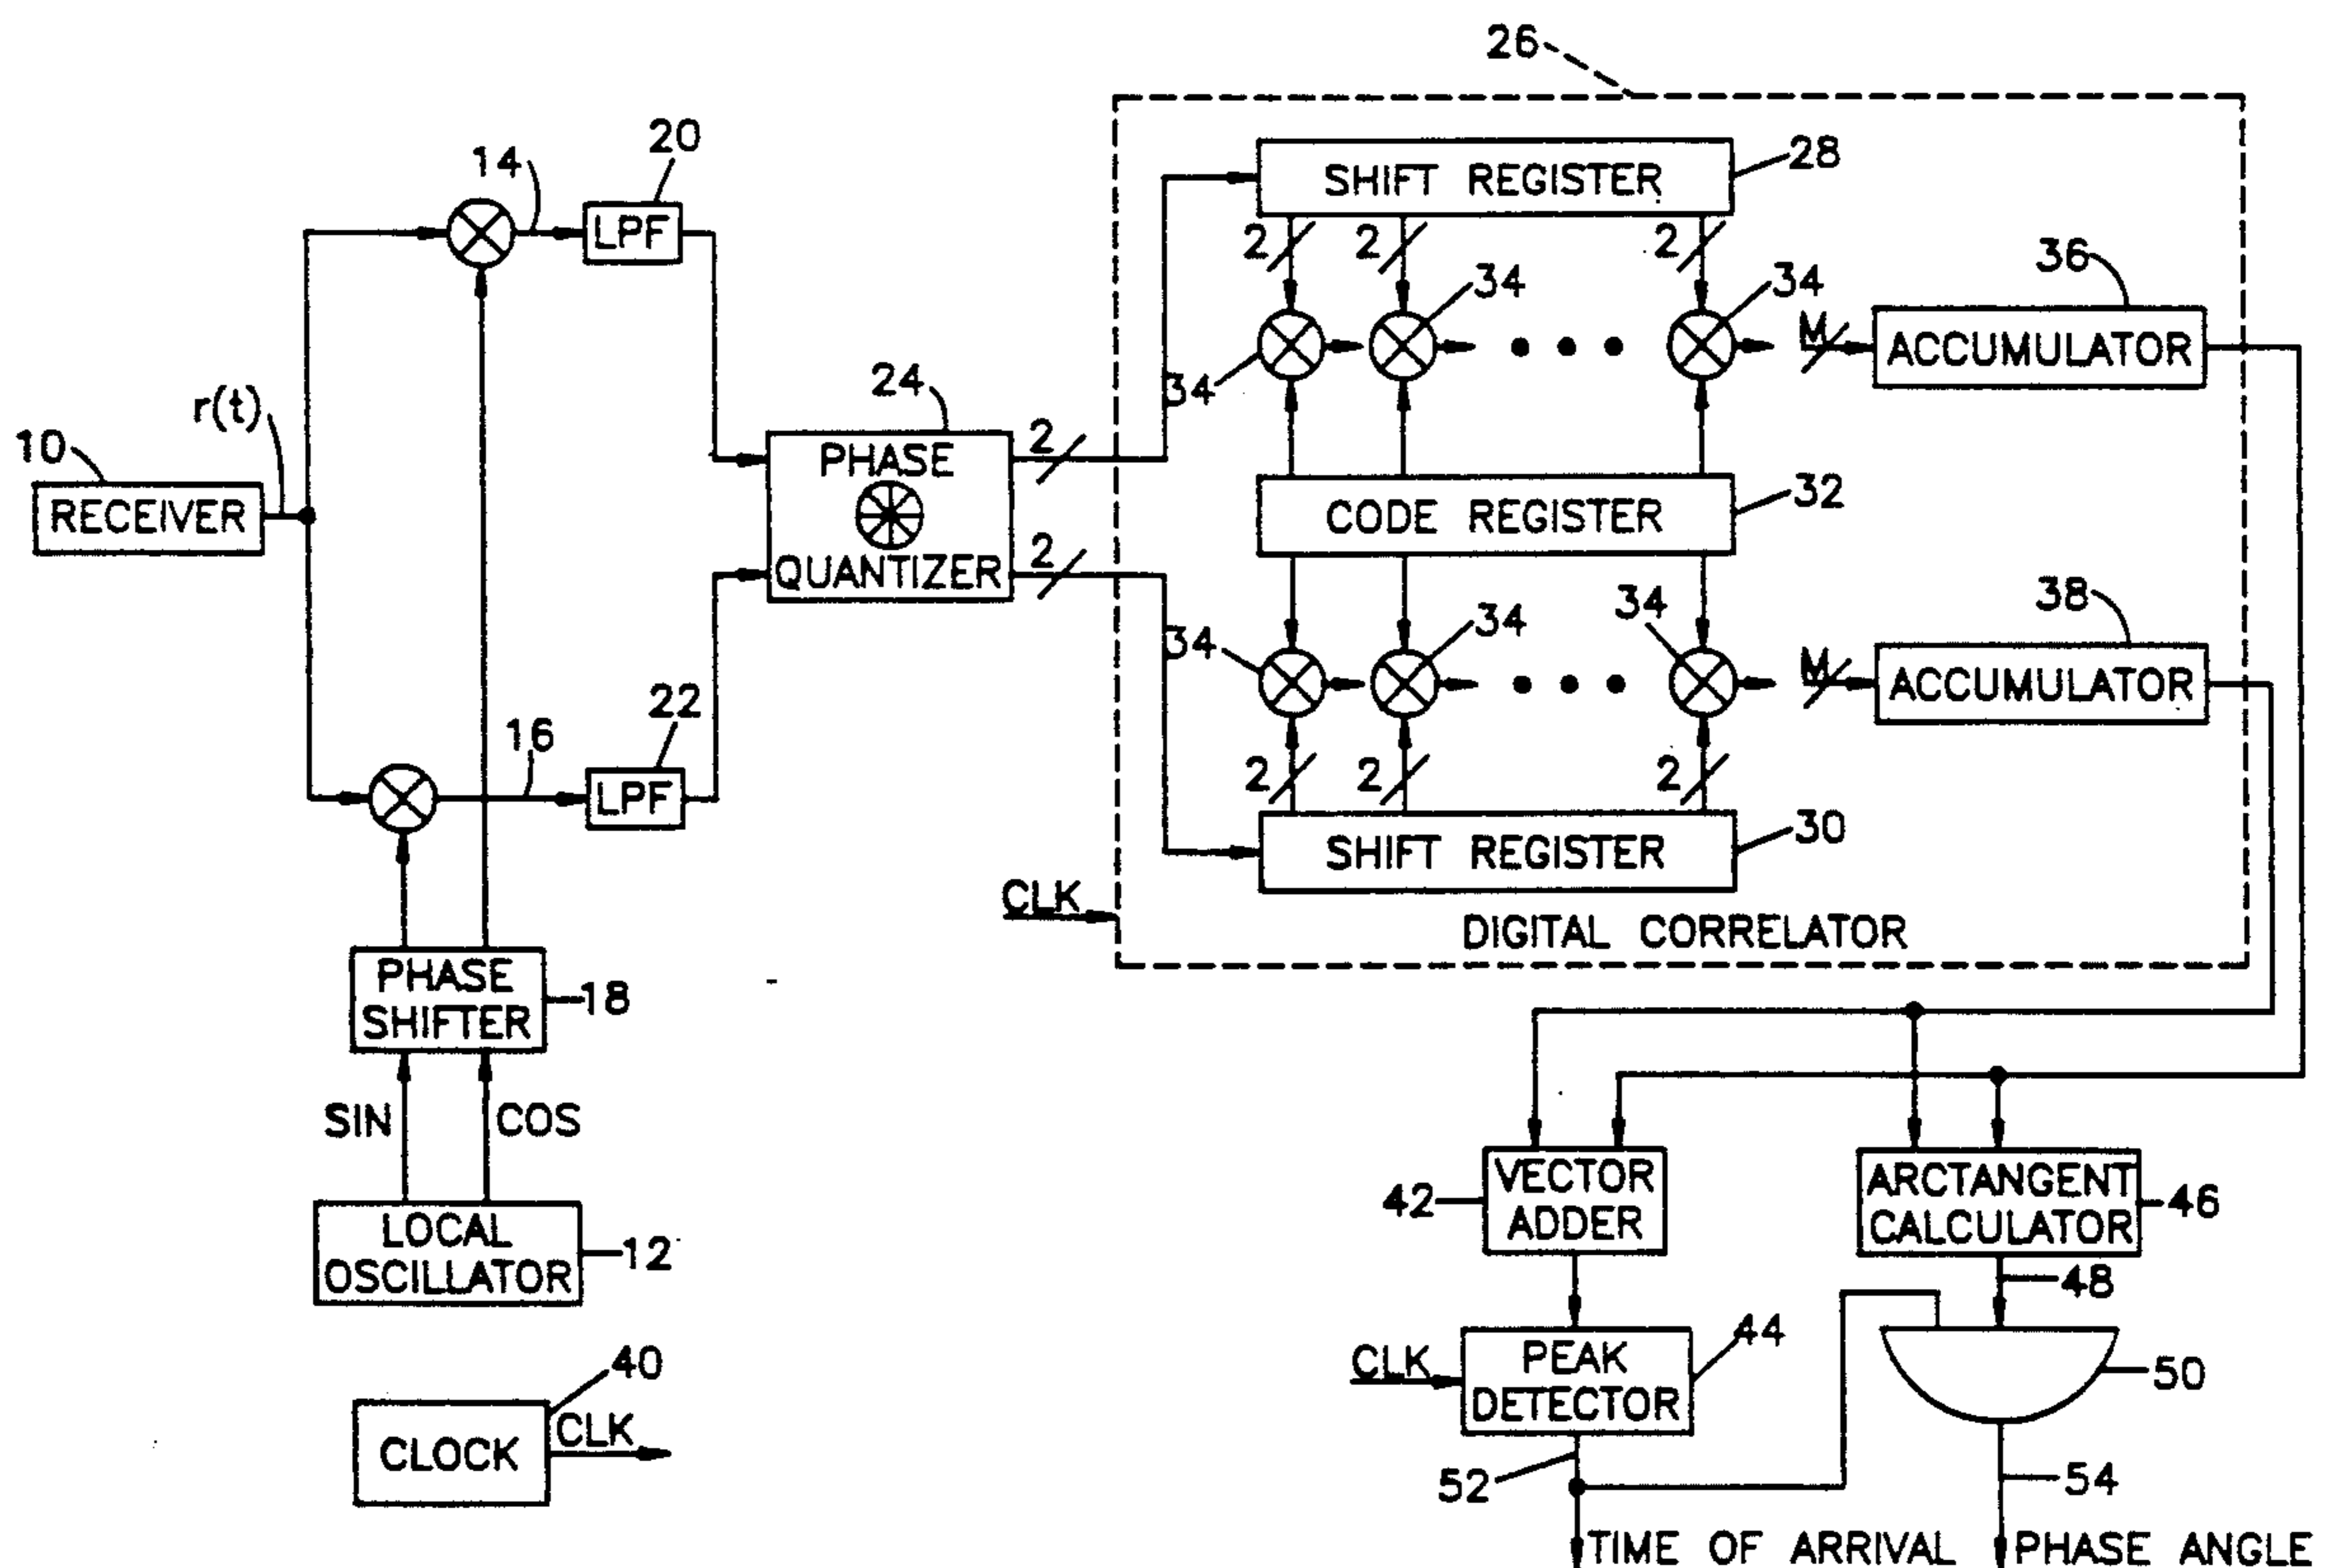 26
20
14
SHIFT REGISTER
28
LPF
2
2
2
36
34
34
M
ACCUMULATOR
34
24
r(t)
2
10
PHASE
RECEIVER
CODE REGISTER
32
QUANTIZER
2
38
34
34
34
M
ACCUMULATOR
22
16
2
2
2
LPF
30
SHIFT REGISTER
CLK
DIGITAL CORRELATOR
PHASE
SHIFTER
18
SIN
COS
VECTOR
ADDER
42
ARCTANGENT
CALCULATOR
46
LOCAL
OSCILLATOR
12
48
44
PEAK
DETECTOR
CLK
50
40
CLOCK
CLK
52
54
TIME OF ARRIVAL
PHASE ANGLE